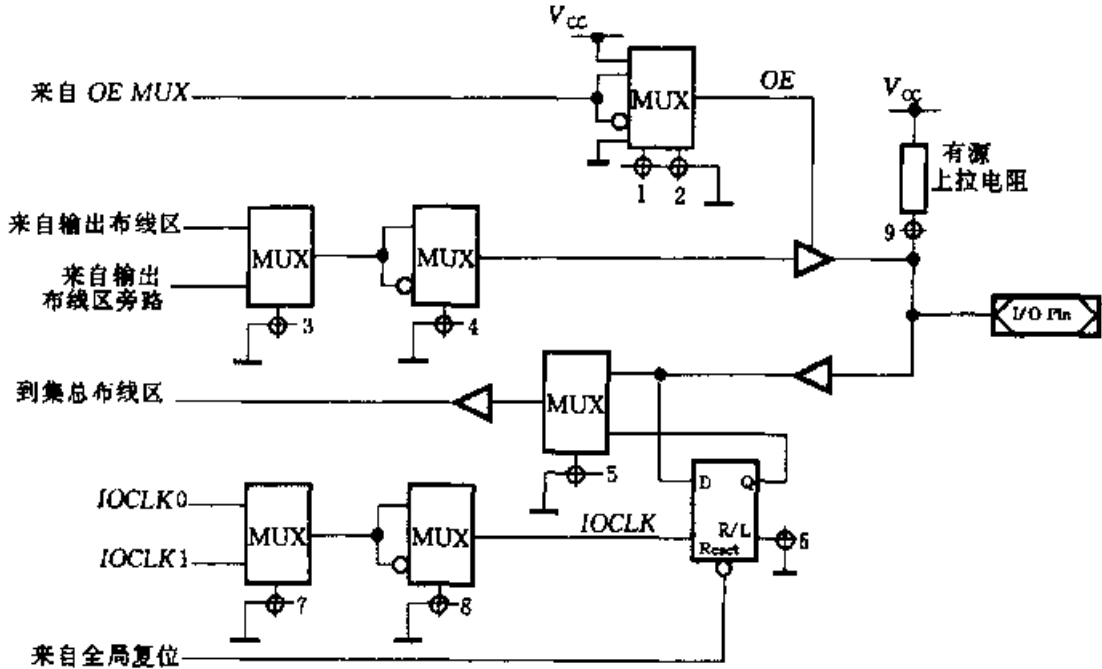 V_CC
来自 OE MUX
MUX
OE
V_CC
有源
上拉电阻
1
2
9
来自输出布线区
MUX
MUX
来自输出
布线区旁路
3
4
I/O Pin
到集总布线区
MUX
5
D
Q
IOCLK0
MUX
MUX
IOCLK
R/L
6
IOCLK1
Reset
7
8
来自全局复位